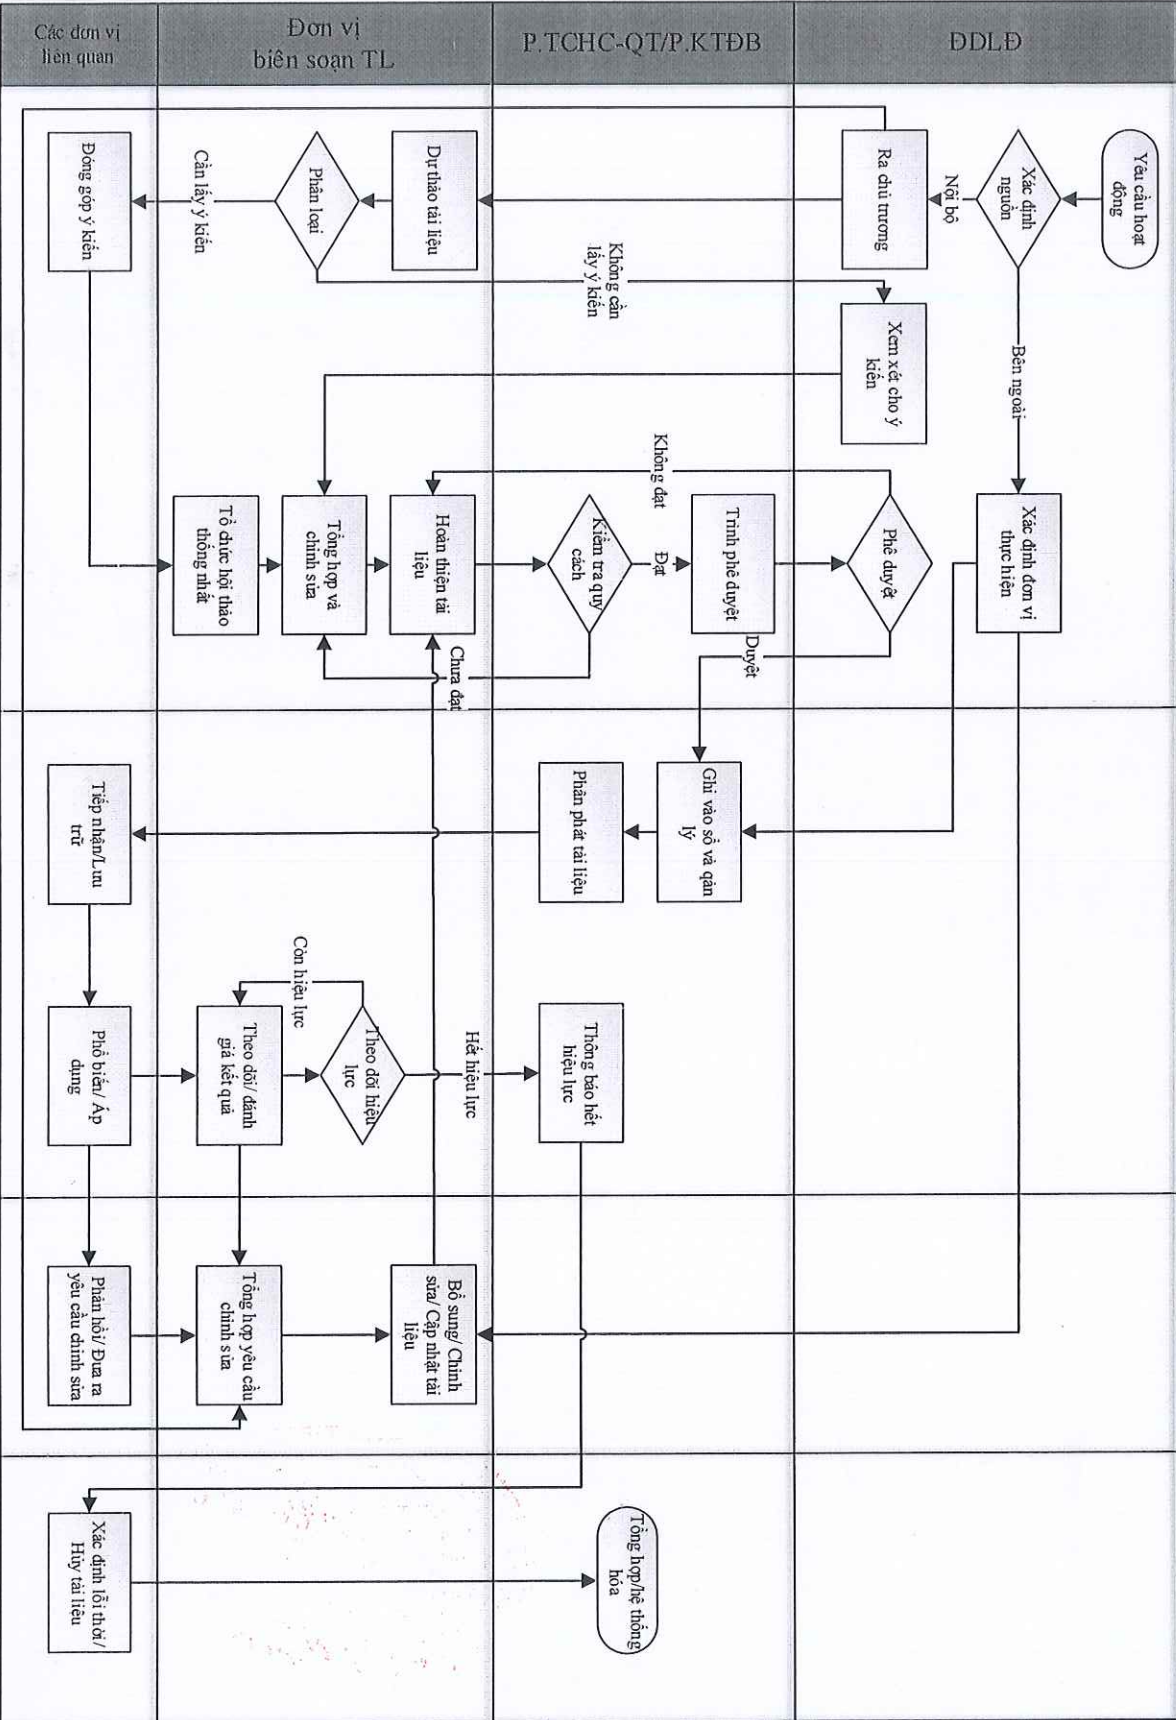 Các đơn vị
liên quan
Đơn vị
biên soạn TL
P.TCHC-QT/P.KTĐB
ĐDLĐ
Yêu cầu hoạt
động
Xác định
nguồn
Nội bộ
Bên ngoài
Ra chủ trương
Dự thảo tài liệu
Phân loại
Cần lấy ý kiến
Đóng góp ý kiến
Không cần
lấy ý kiến
Xem xét cho ý
kiến
Xác định đơn vị
thực hiện
Phê duyệt
Không đạt
Duyệt
Trình phê duyệt
Đạt
Kiểm tra quy
cách
Chưa đạt
Hoàn thiện tài
liệu
Tổng hợp và
chỉnh sửa
Tổ chức hội thảo
thống nhất
Ghi vào sổ và qản
lý
Phân phát tài liệu
Tiếp nhận/Lưu
trữ
Thông báo hết
hiệu lực
Hết hiệu lực
Theo dõi hiệu
lực
Còn hiệu lực
Theo dõi/ đánh
giá kết quả
Phổ biến/ Áp
dụng
Bổ sung/ Chỉnh
sửa/ Cập nhật tài
liệu
Tổng hợp yêu cầu
chỉnh sửa
Phản hồi/ Đưa ra
yêu cầu chỉnh sửa
Tổng hợp/hệ thống
hóa
Xác định lỗi thời/
Hủy tài liệu